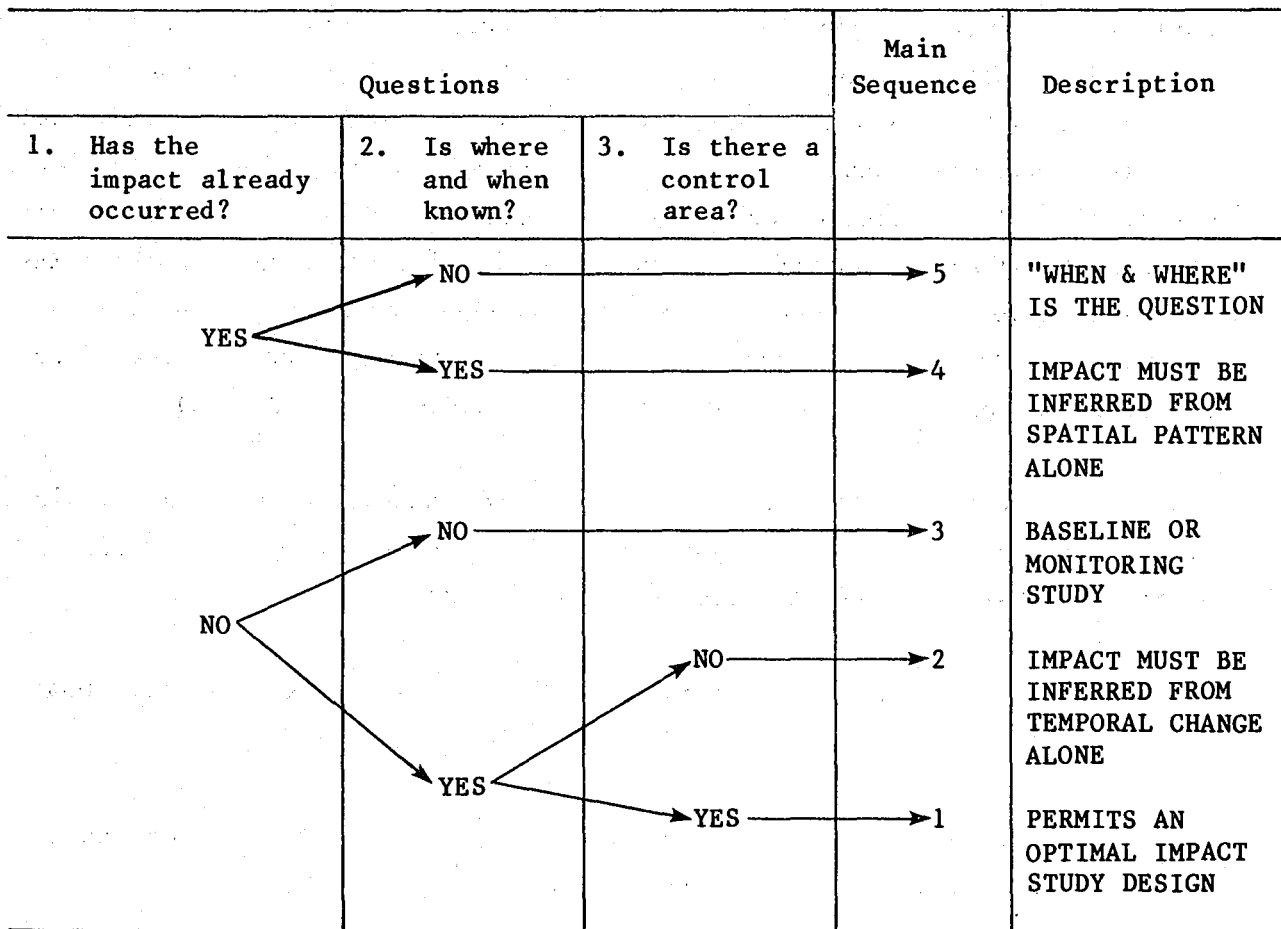 Questions
Main
Sequence
Description
1. Has the
impact already
occurred?
2. Is where
and when
known?
3. Is there a
control
area?
YES
NO
5
"WHEN & WHERE"
IS THE QUESTION
YES
4
IMPACT MUST BE
INFERRED FROM
SPATIAL PATTERN
ALONE
NO
NO
3
BASELINE OR
MONITORING
STUDY
YES
NO
2
IMPACT MUST BE
INFERRED FROM
TEMPORAL CHANGE
ALONE
YES
1
PERMITS AN
OPTIMAL IMPACT
STUDY DESIGN